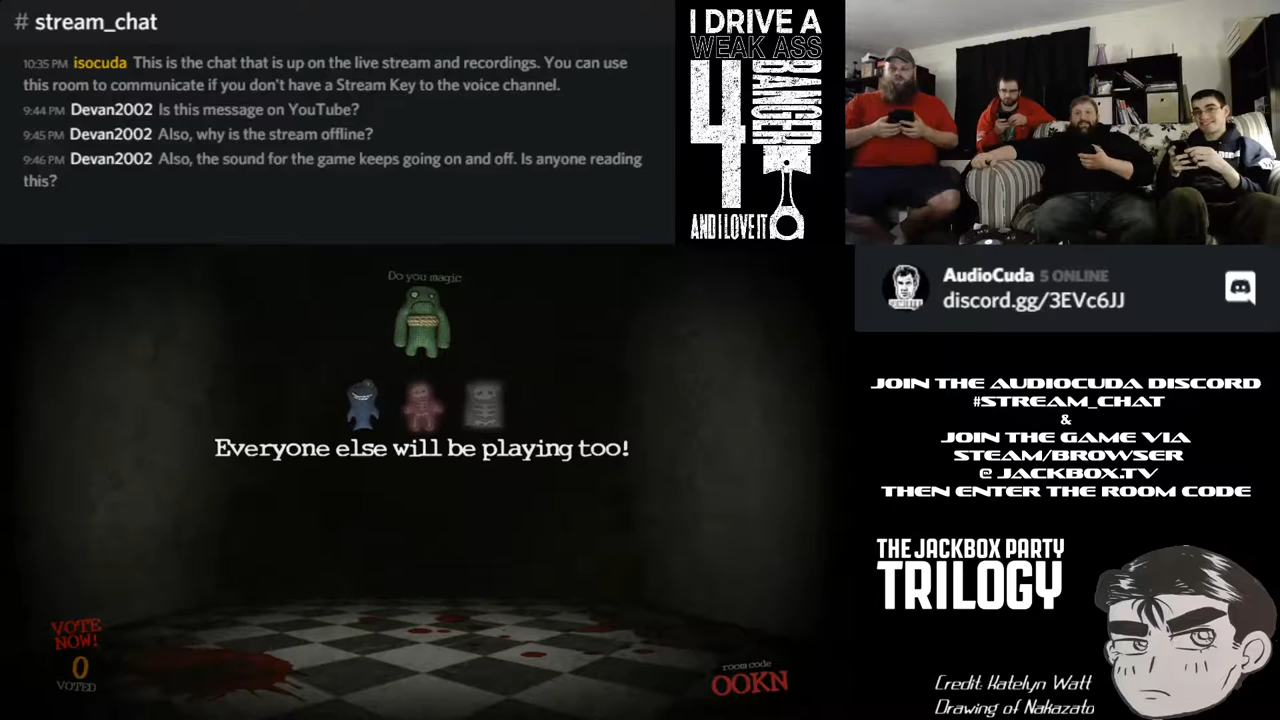 # stream_chat
10:35 PM isocuda This is the chat that is up on the live stream and recordings. You can use
this room to communicate if you don't have a Stream Key to the voice channel.
9:44 PM Devan2002 Is this message on YouTube?
9:45 PM Devan2002 Also, why is the stream offline?
9:46 PM Devan2002 Also, the sound for the game keeps going on and off. Is anyone reading
this?
I DRIVE A
WEAK ASS
4
BANGER
AND I LOVE IT
AudioCuda 5 ONLINE
discord.gg/3EVc6JJ
Do you magic
Everyone else will be playing too!
VOTE
NOW!
0
VOTED
room code
OOKN
JOIN THE AUDIOCUDA DISCORD
#STREAM_CHAT
&
JOIN THE GAME VIA
STEAM/BROWSER
@ JACKBOX.TV
THEN ENTER THE ROOM CODE
THE JACKBOX PARTY
TRILOGY
Credit: Katelyn Watt
Drawing of Nakazato